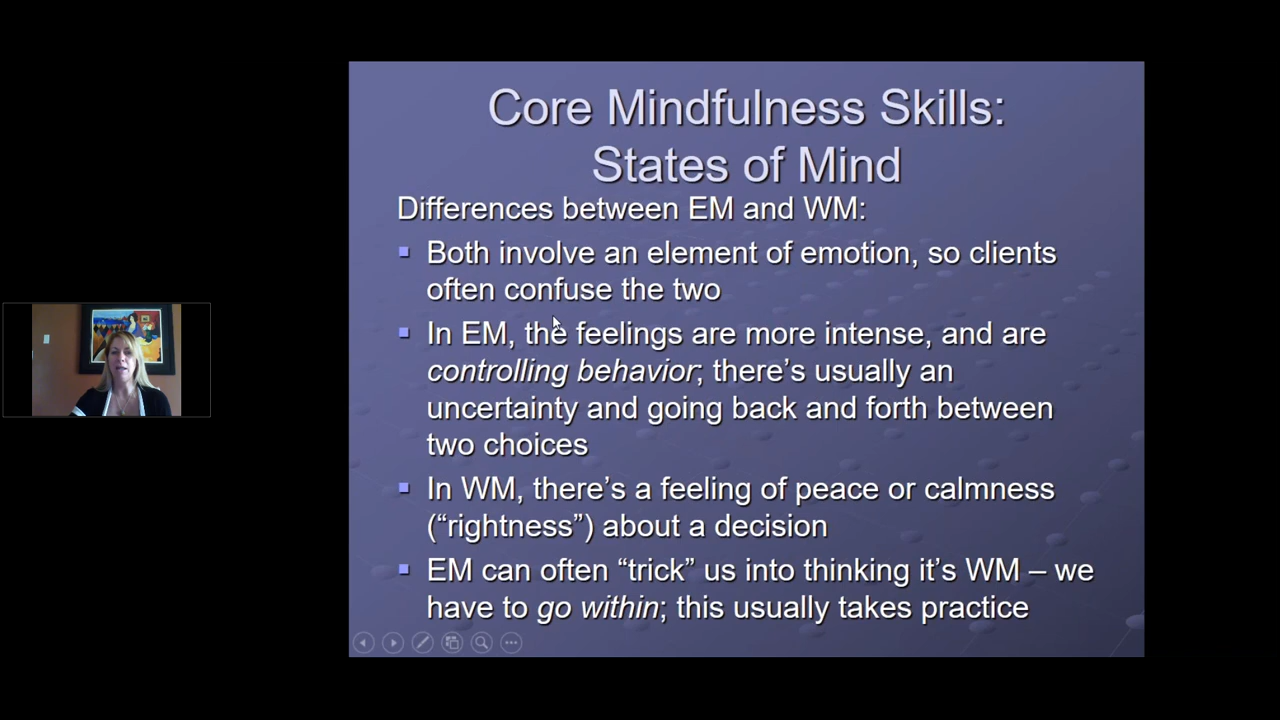 Core Mindfulness Skills:
States of Mind
Differences between EM and WM:
Both involve an element of emotion, so clients
often confuse the two
In EM, the feelings are more intense, and are
controlling behavior; there’s usually an
uncertainty and going back and forth between
two choices
In WM, there’s a feeling of peace or calmness
(“rightness”) about a decision
EM can often “trick” us into thinking it’s WM – we
have to go within; this usually takes practice